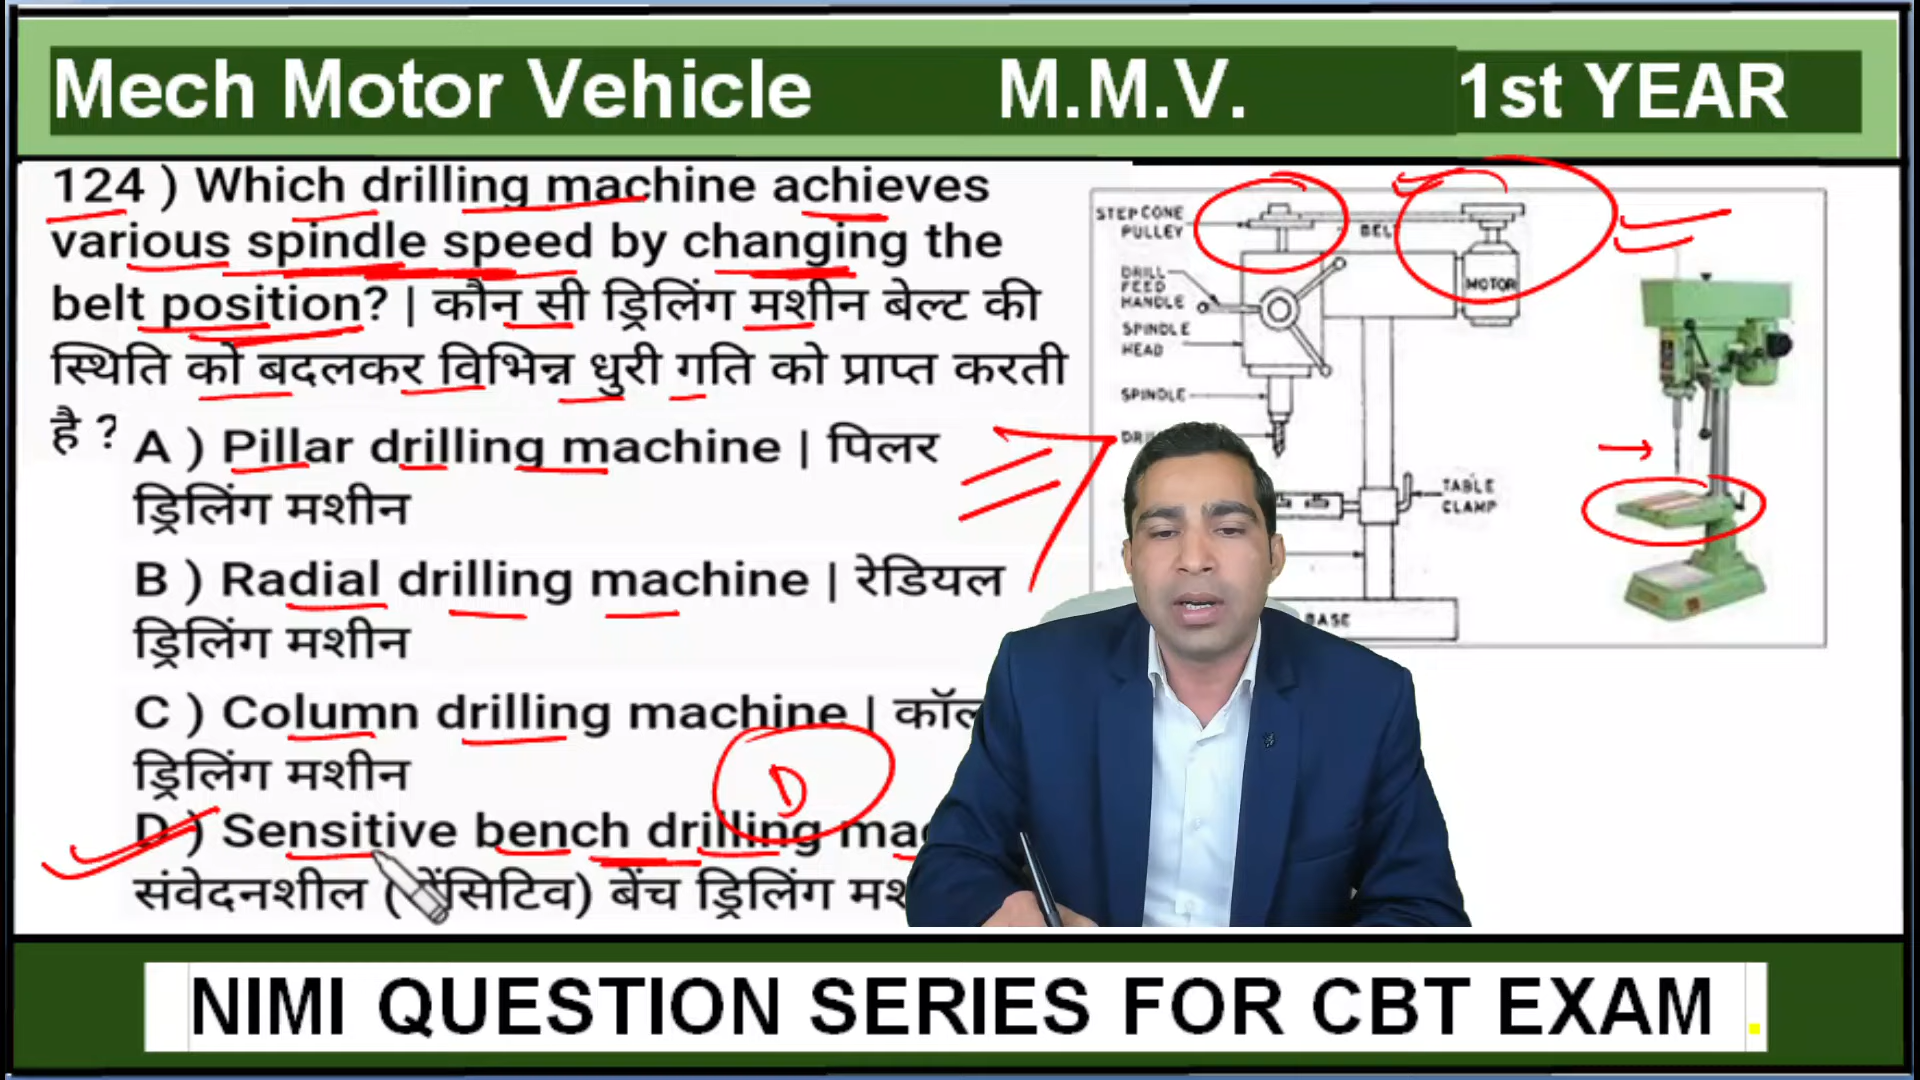 Mech Motor Vehicle M.M.V. 1st YEAR
124 ) Which drilling machine achieves
various spindle speed by changing the
belt position? | कौन सी ड्रिलिंग मशीन बेल्ट की
स्थिति को बदलकर विभिन्न धुरी गति को प्राप्त करती
है ?
A ) Pillar drilling machine | पिलर
ड्रिलिंग मशीन
B ) Radial drilling machine | रेडियल
ड्रिलिंग मशीन
C ) Column drilling machine |
ड्रिलिंग मशीन
D ) Sensitive bench drilling
संवेदनशील बेंच ड्रिलिंग
D
STEP CONE
PULLEY
BELT
DRILL
FEED
HANDLE
MOTOR
SPINDLE
HEAD
SPINDLE
TABLE
CLAMP
BASE
NIMI QUESTION SERIES FOR CBT EXAM .